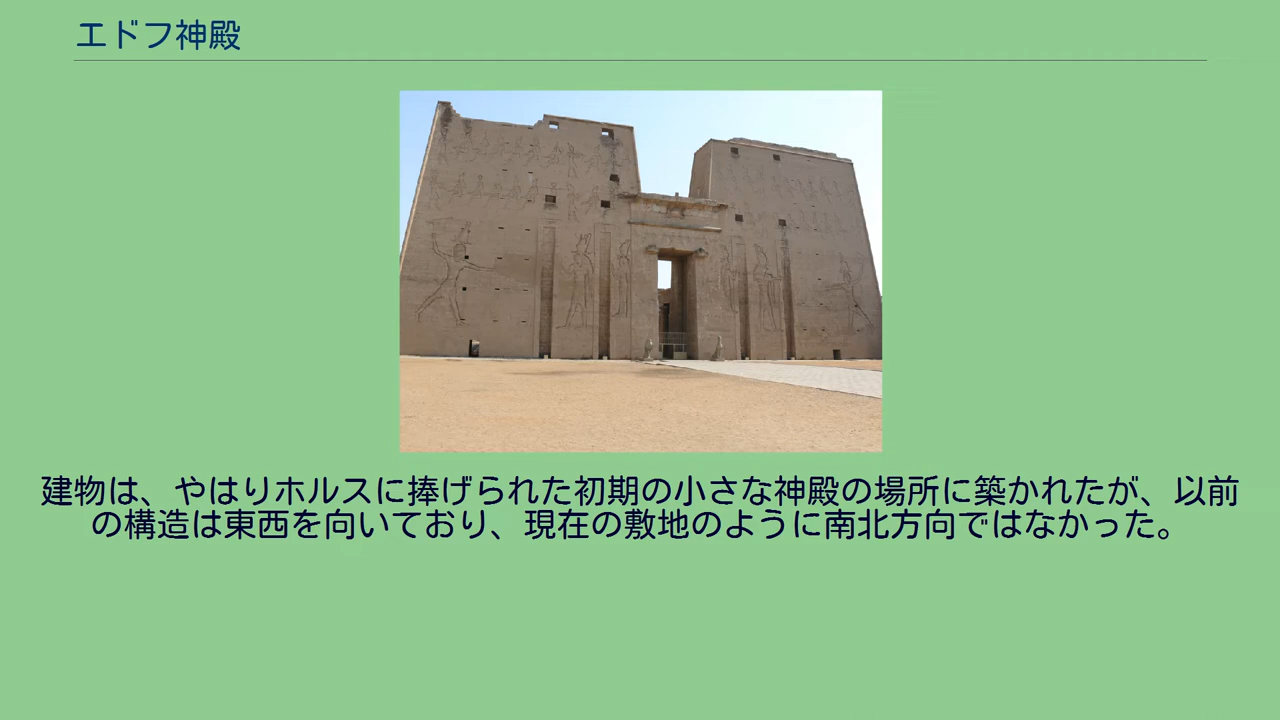 エドフ神殿
建物は、やはりホルスに捧げられた初期の小さな神殿の場所に築かれたが、以前
の構造は東西を向いており、現在の敷地のように南北方向ではなかった。